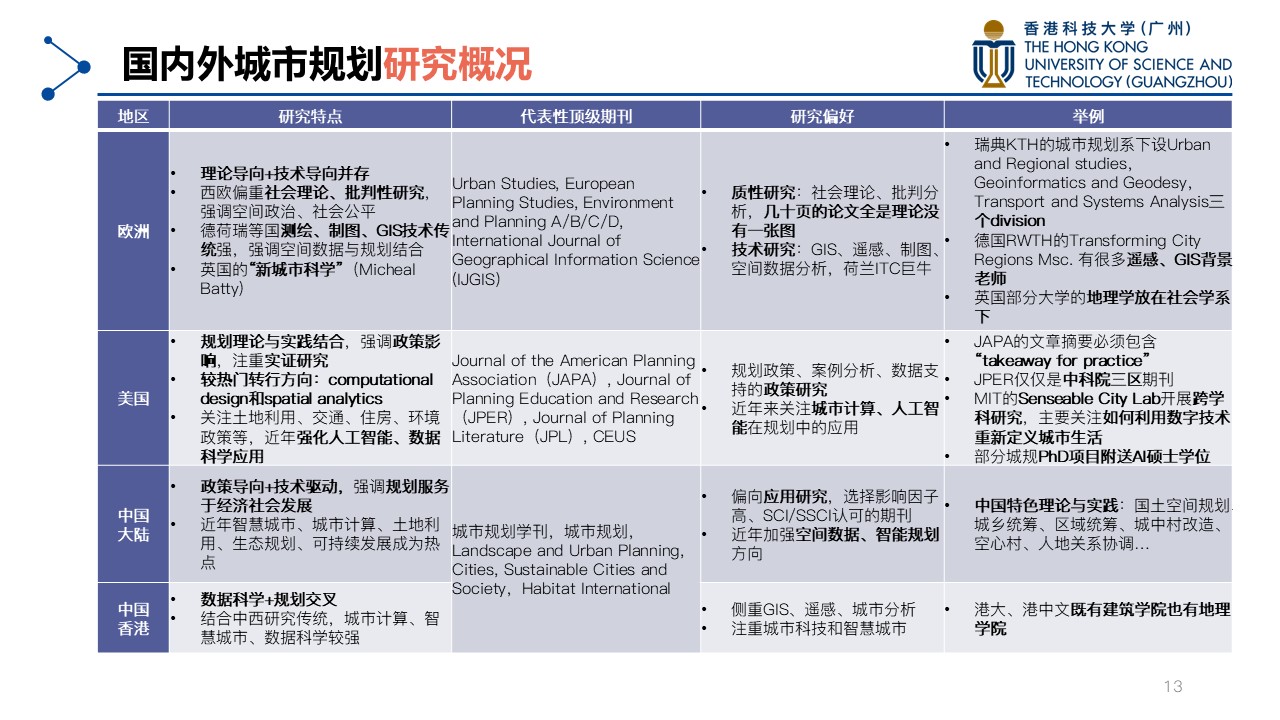 国内外城市规划研究概况
香港科技大学(广州)
THE HONG KONG
UNIVERSITY OF SCIENCE AND
TECHNOLOGY (GUANGZHOU)
地区
研究特点
代表性顶级期刊
研究偏好
举例
欧洲
• 理论导向+技术导向并存
• 西欧偏重社会理论、批判性研究，
强调空间政治、社会公平
• 德荷瑞等国测绘、制图、GIS技术传
统强，强调空间数据与规划结合
• 英国的“新城市科学”（Micheal
Batty）
Urban Studies, European
Planning Studies, Environment
and Planning A/B/C/D,
International Journal of
Geographical Information Science
(IJGIS)
• 质性研究：社会理论、批判分
析，几十页的论文全是理论没
有一张图
• 技术研究：GIS、遥感、制图、
空间数据分析，荷兰ITC巨牛
• 瑞典KTH的城市规划系下设Urban
and Regional studies,
Geoinformatics and Geodesy,
Transport and Systems Analysis三
个division
• 德国RWTH的Transforming City
Regions Msc. 有很多遥感、GIS背景
老师
• 英国部分大学的地理学放在社会学系
下
美国
• 规划理论与实践结合，强调政策影
响，注重实证研究
• 较热门转行方向：computational
design和spatial analytics
• 关注土地利用、交通、住房、环境
政策等，近年强化人工智能、数据
科学应用
Journal of the American Planning
Association（JAPA）, Journal of
Planning Education and Research
（JPER）, Journal of Planning
Literature（JPL）, CEUS
• 规划政策、案例分析、数据支
持的政策研究
• 近年来关注城市计算、人工智
能在规划中的应用
• JAPA的文章摘要必须包含
“takeaway for practice”
• JPER仅仅是中科院三区期刊
• MIT的Senseable City Lab开展跨学
科研究，主要关注如何利用数字技术
重新定义城市生活
• 部分城规PhD项目附送AI硕士学位
中国
大陆
• 政策导向+技术驱动，强调规划服务
于经济社会发展
• 近年智慧城市、城市计算、土地利
用、生态规划、可持续发展成为热
点
城市规划学刊，城市规划，
Landscape and Urban Planning,
Cities, Sustainable Cities and
Society，Habitat International
• 偏向应用研究，选择影响因子
高、SCI/SSCI认可的期刊
• 近年加强空间数据、智能规划
方向
• 中国特色理论与实践：国土空间规划、
城乡统筹、区域统筹、城中村改造、
空心村、人地关系协调…
中国
香港
• 数据科学+规划交叉
• 结合中西研究传统，城市计算、智
慧城市、数据科学较强
• 侧重GIS、遥感、城市分析
• 注重城市科技和智慧城市
• 港大、港中文既有建筑学院也有地理
学院
13